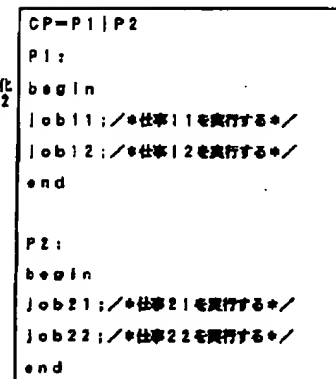 CP=P1|P2
P1:
化 begin
2
job11;/*仕事11を実行する*/
job12;/*仕事12を実行する*/
end
P2:
begin
job21;/*仕事21を実行する*/
job22;/*仕事22を実行する*/
end